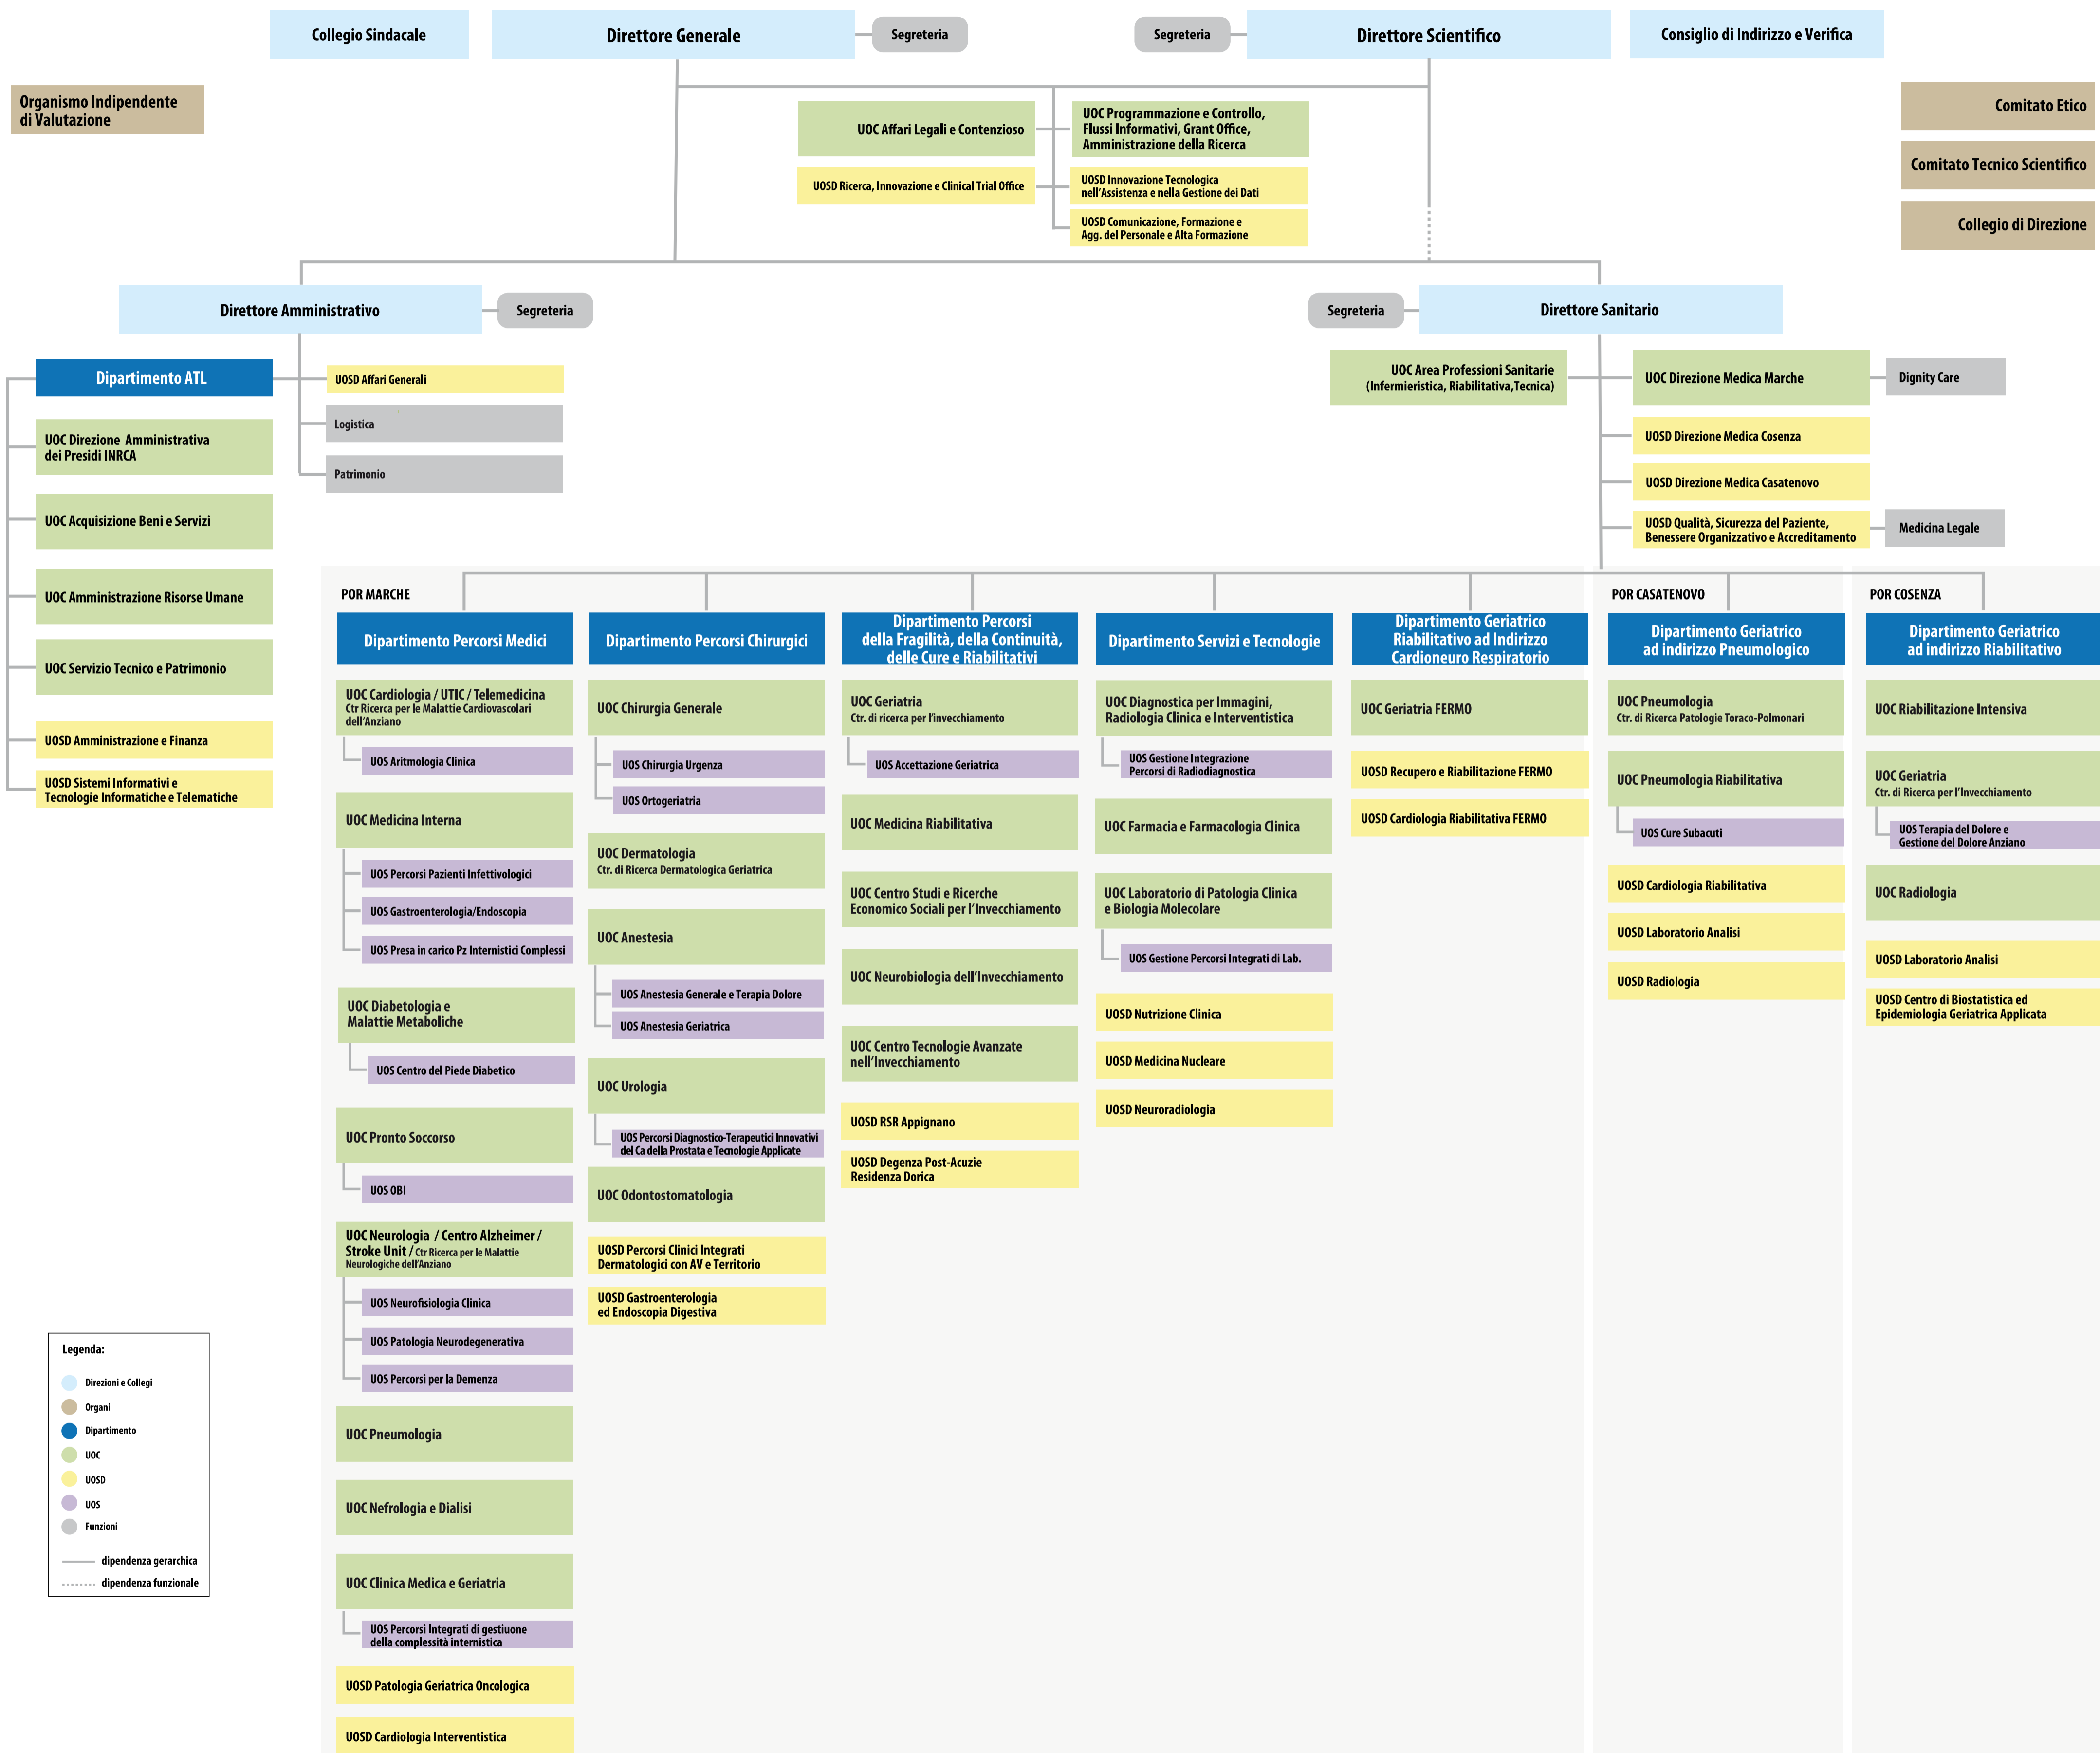 Collegio Sindacale
Direttore Generale
Segreteria
Segreteria
Direttore Scientifico
Consiglio di Indirizzo e Verifica
Organismo Indipendente
di Valutazione
Comitato Etico
Comitato Tecnico Scientifico
Collegio di Direzione
UOC Affari Legali e Contenzioso
UOC Programmazione e Controllo,
Flussi Informativi, Grant Office,
Amministrazione della Ricerca
UOSD Ricerca, Innovazione e Clinical Trial Office
UOSD Innovazione Tecnologica
nell'Assistenza e nella Gestione dei Dati
UOSD Comunicazione, Formazione e
Agg. del Personale e Alta Formazione
Direttore Amministrativo
Segreteria
Segreteria
Direttore Sanitario
Dipartimento ATL
UOSD Affari Generali
Logistica
Patrimonio
UOC Direzione Amministrativa
dei Presidi INRCA
UOC Acquisizione Beni e Servizi
UOC Amministrazione Risorse Umane
UOC Servizio Tecnico e Patrimonio
UOSD Amministrazione e Finanza
UOSD Sistemi Informativi e
Tecnologie Informatiche e Telematiche
UOC Area Professioni Sanitarie
(Infermieristica, Riabilitativa,Tecnica)
UOC Direzione Medica Marche
Dignity Care
UOSD Direzione Medica Cosenza
UOSD Direzione Medica Casatenovo
UOSD Qualità, Sicurezza del Paziente,
Benessere Organizzativo e Accreditamento
Medicina Legale
POR MARCHE
Dipartimento Percorsi Medici
UOC Cardiologia / UTIC / Telemedicina
Ctr Ricerca per le Malattie Cardiovascolari
dell'Anziano
UOS Aritmologia Clinica
UOC Medicina Interna
UOS Percorsi Pazienti Infettivologici
UOS Gastroenterologia/Endoscopia
UOS Presa in carico Pz Internistici Complessi
UOC Diabetologia e
Malattie Metaboliche
UOS Centro del Piede Diabetico
UOC Pronto Soccorso
UOS OBI
UOC Neurologia / Centro Alzheimer /
Stroke Unit / Ctr Ricerca per le Malattie
Neurologiche dell'Anziano
UOS Neurofisiologia Clinica
UOS Patologia Neurodegenerativa
UOS Percorsi per la Demenza
UOC Pneumologia
UOC Nefrologia e Dialisi
UOC Clinica Medica e Geriatria
UOS Percorsi Integrati di gestiuone
della complessità internistica
UOSD Patologia Geriatrica Oncologica
UOSD Cardiologia Interventistica
Dipartimento Percorsi Chirurgici
UOC Chirurgia Generale
UOS Chirurgia Urgenza
UOS Ortogeriatria
UOC Dermatologia
Ctr. di Ricerca Dermatologica Geriatrica
UOC Anestesia
UOS Anestesia Generale e Terapia Dolore
UOS Anestesia Geriatrica
UOC Urologia
UOS Percorsi Diagnostico-Terapeutici Innovativi
del Ca della Prostata e Tecnologie Applicate
UOC Odontostomatologia
UOSD Percorsi Clinici Integrati
Dermatologici con AV e Territorio
UOSD Gastroenterologia
ed Endoscopia Digestiva
Dipartimento Percorsi
della Fragilità, della Continuità,
delle Cure e Riabilitativi
UOC Geriatria
Ctr. di ricerca per l'invecchiamento
UOS Accettazione Geriatrica
UOC Medicina Riabilitativa
UOC Centro Studi e Ricerche
Economico Sociali per l'Invecchiamento
UOC Neurobiologia dell'Invecchiamento
UOC Centro Tecnologie Avanzate
nell'Invecchiamento
UOSD RSR Appignano
UOSD Degenza Post-Acuzie
Residenza Dorica
Dipartimento Servizi e Tecnologie
UOC Diagnostica per Immagini,
Radiologia Clinica e Interventistica
UOS Gestione Integrazione
Percorsi di Radiodiagnostica
UOC Farmacia e Farmacologia Clinica
UOC Laboratorio di Patologia Clinica
e Biologia Molecolare
UOS Gestione Percorsi Integrati di Lab.
UOSD Nutrizione Clinica
UOSD Medicina Nucleare
UOSD Neuroradiologia
Dipartimento Geriatrico
Riabilitativo ad Indirizzo
Cardioneuro Respiratorio
UOC Geriatria FERMO
UOSD Recupero e Riabilitazione FERMO
UOSD Cardiologia Riabilitativa FERMO
POR CASATENOVO
Dipartimento Geriatrico
ad indirizzo Pneumologico
UOC Pneumologia
Ctr. di Ricerca Patologie Toraco-Polmonari
UOC Pneumologia Riabilitativa
UOS Cure Subacuti
UOSD Cardiologia Riabilitativa
UOSD Laboratorio Analisi
UOSD Radiologia
POR COSENZA
Dipartimento Geriatrico
ad indirizzo Riabilitativo
UOC Riabilitazione Intensiva
UOC Geriatria
Ctr. di Ricerca per l'Invecchiamento
UOS Terapia del Dolore e
Gestione del Dolore Anziano
UOC Radiologia
UOSD Laboratorio Analisi
UOSD Centro di Biostatistica ed
Epidemiologia Geriatrica Applicata
Legenda:
Direzioni e Collegi
Organi
Dipartimento
UOC
UOSD
UOS
Funzioni
dipendenza gerarchica
dipendenza funzionale